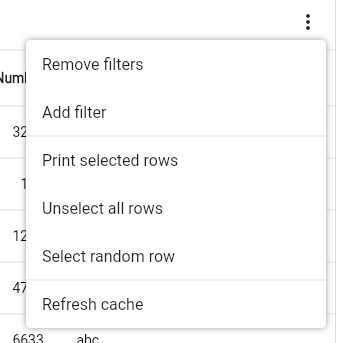 Remove filters
Num
Add filter
32
Print selected rows
1
Unselect all rows
12
Select random row
47
Refresh cache
6633 abc